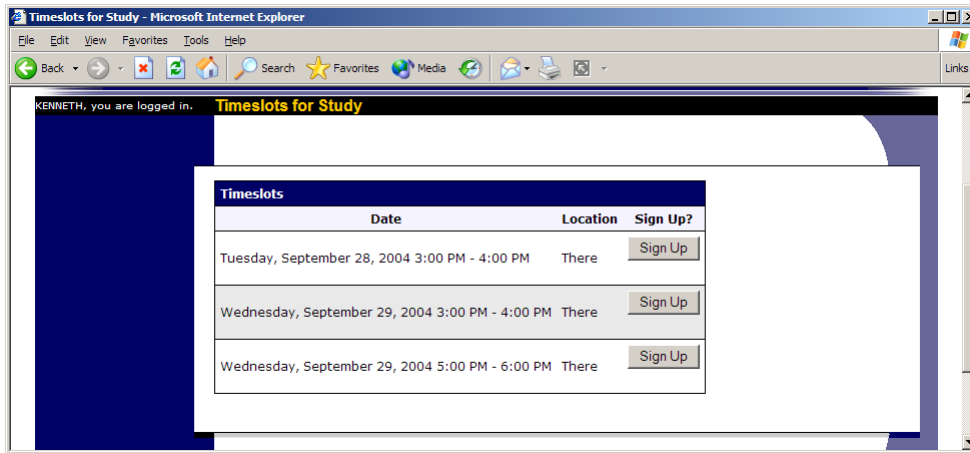 Timeslots for Study - Microsoft Internet Explorer
File Edit View Favorites Tools Help
Back Search Favorites Media Links
KENNETH, you are logged in. Timeslots for Study
Timeslots
Date Location Sign Up?
Tuesday, September 28, 2004 3:00 PM - 4:00 PM There Sign Up
Wednesday, September 29, 2004 3:00 PM - 4:00 PM There Sign Up
Wednesday, September 29, 2004 5:00 PM - 6:00 PM There Sign Up